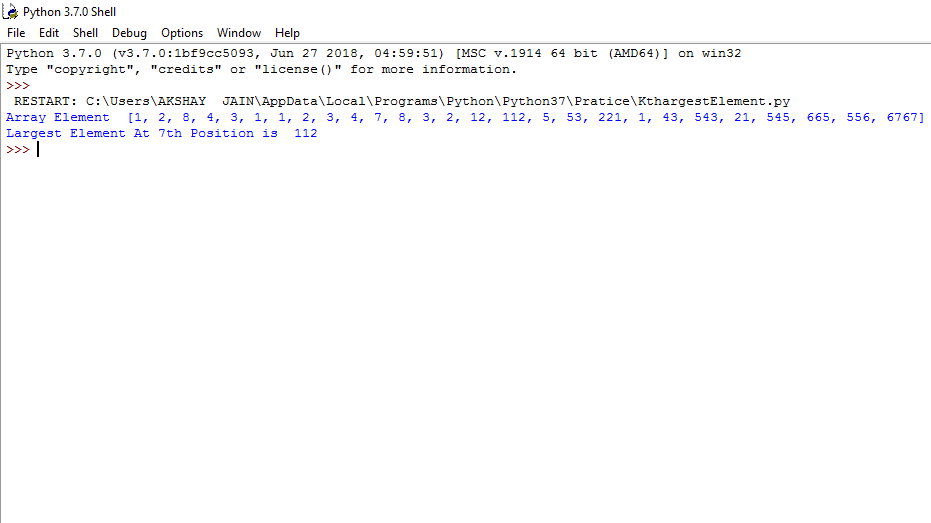 Python 3.7.0 Shell
File Edit Shell Debug Options Window Help
Python 3.7.0 (v3.7.0:1bf9cc5093, Jun 27 2018, 04:59:51) [MSC v.1914 64 bit (AMD64)] on win32
Type "copyright", "credits" or "license()" for more information.
>>>
RESTART: C:\Users\AKSHAY  JAIN\AppData\Local\Programs\Python\Python37\Pratice\KthargestElement.py
Array Element  [1, 2, 8, 4, 3, 1, 1, 2, 3, 4, 7, 8, 3, 2, 12, 112, 5, 53, 221, 1, 43, 543, 21, 545, 665, 556, 6767]
Largest Element At 7th Position is  112
>>>